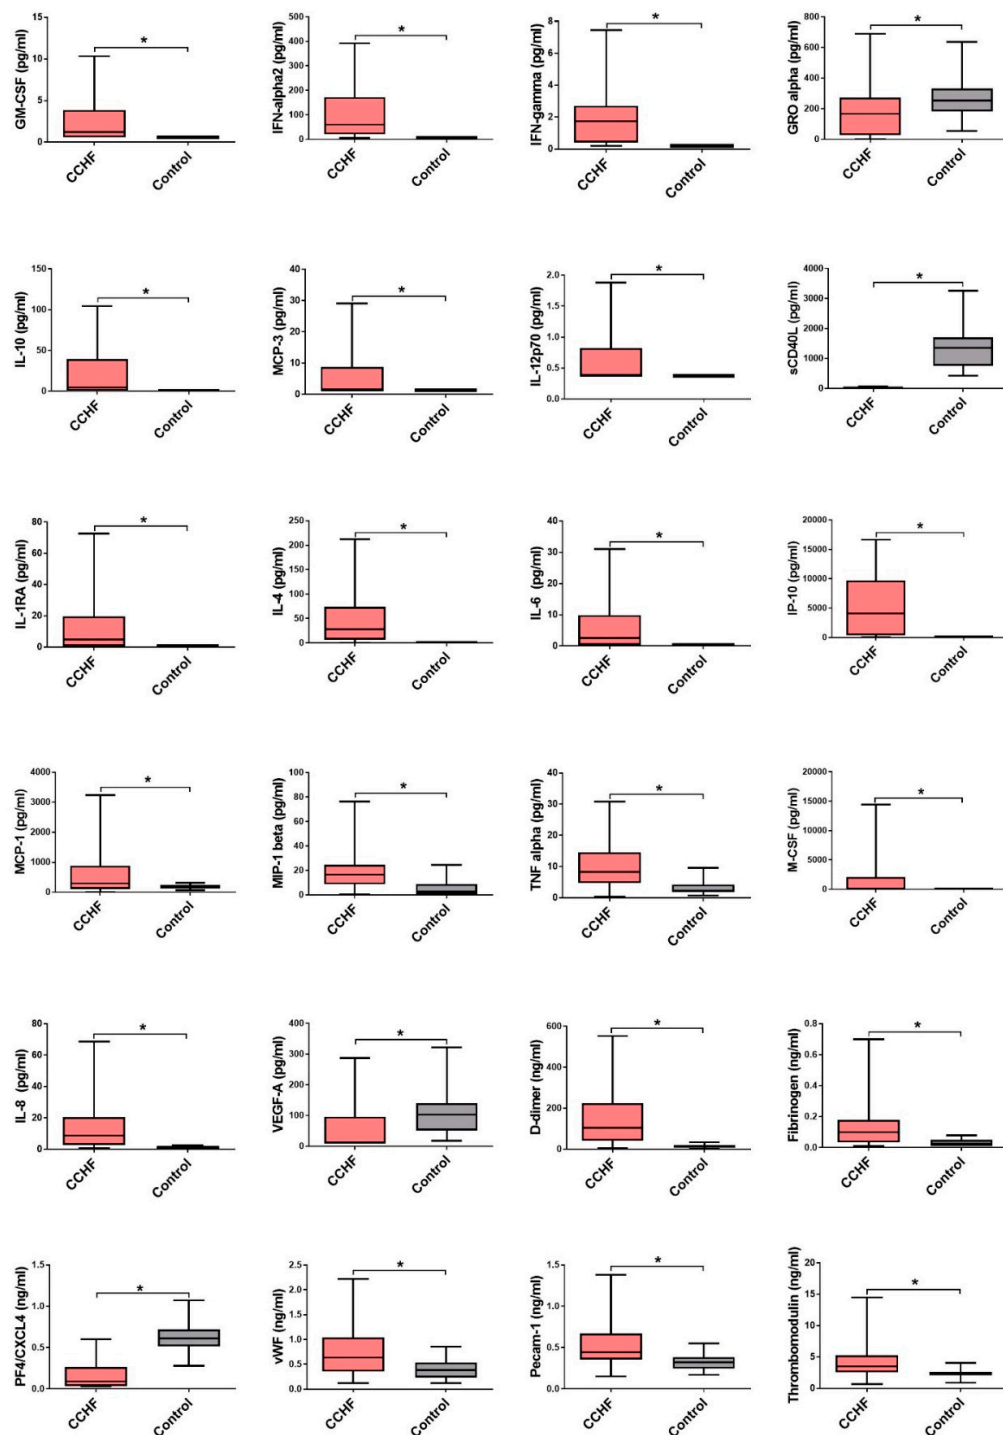 GM-CSF (pg/ml)
15
10
5
0
*
CCHF
Control
IFN-alpha2 (pg/ml)
500
400
300
200
100
0
*
CCHF
Control
IFN-gamma (pg/ml)
8
6
4
2
0
*
CCHF
Control
GRO alpha (pg/ml)
800
600
400
200
0
*
CCHF
Control
IL-10 (pg/ml)
150
100
50
0
*
CCHF
Control
MCP-3 (pg/ml)
40
30
20
10
0
*
CCHF
Control
IL-12p70 (pg/ml)
2.0
1.5
1.0
0.5
0.0
*
CCHF
Control
sCD40L (pg/ml)
4000
3000
2000
1000
0
*
CCHF
Control
IL-1RA (pg/ml)
80
60
40
20
0
*
CCHF
Control
IL-4 (pg/ml)
250
200
150
100
50
0
*
CCHF
Control
IL-6 (pg/ml)
40
30
20
10
0
*
CCHF
Control
IP-10 (pg/ml)
20000
15000
10000
5000
0
*
CCHF
Control
MCP-1 (pg/ml)
4000
3000
2000
1000
0
*
CCHF
Control
MIP-1 beta (pg/ml)
100
80
60
40
20
0
*
CCHF
Control
TNF alpha (pg/ml)
40
30
20
10
0
*
CCHF
Control
M-CSF (pg/ml)
20000
15000
10000
5000
0
*
CCHF
Control
IL-8 (pg/ml)
80
60
40
20
0
*
CCHF
Control
VEGF-A (pg/ml)
400
300
200
100
0
*
CCHF
Control
D-dimer (ng/ml)
600
400
200
0
*
CCHF
Control
Fibrinogen (ng/ml)
0.8
0.6
0.4
0.2
0.0
*
CCHF
Control
PF4/CXCL4 (ng/ml)
1.5
1.0
0.5
0.0
*
CCHF
Control
vWF (ng/ml)
2.5
2.0
1.5
1.0
0.5
0.0
*
CCHF
Control
Pecam-1 (ng/ml)
1.5
1.0
0.5
0.0
*
CCHF
Control
Thrombomodulin (ng/ml)
20
15
10
5
0
*
CCHF
Control